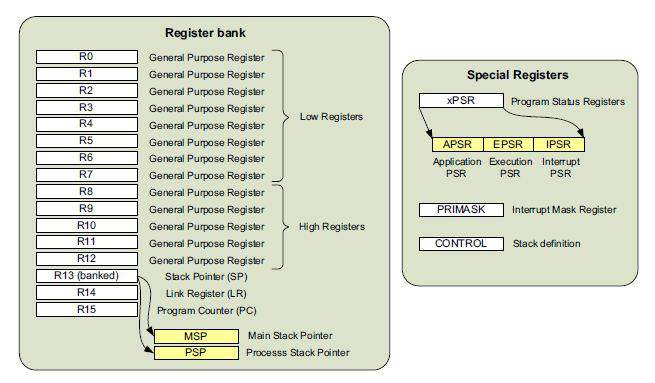 Register bank
R0 General Purpose Register
R1 General Purpose Register
R2 General Purpose Register
R3 General Purpose Register
R4 General Purpose Register
R5 General Purpose Register
R6 General Purpose Register
R7 General Purpose Register
Low Registers
R8 General Purpose Register
R9 General Purpose Register
R10 General Purpose Register
R11 General Purpose Register
R12 General Purpose Register
High Registers
R13 (banked) Stack Pointer (SP)
R14 Link Register (LR)
R15 Program Counter (PC)
MSP Main Stack Pointer
PSP Processs Stack Pointer
Special Registers
xPSR Program Status Registers
APSR EPSR IPSR
Application Execution Interrupt
PSR PSR PSR
PRIMASK Interrupt Mask Register
CONTROL Stack definition